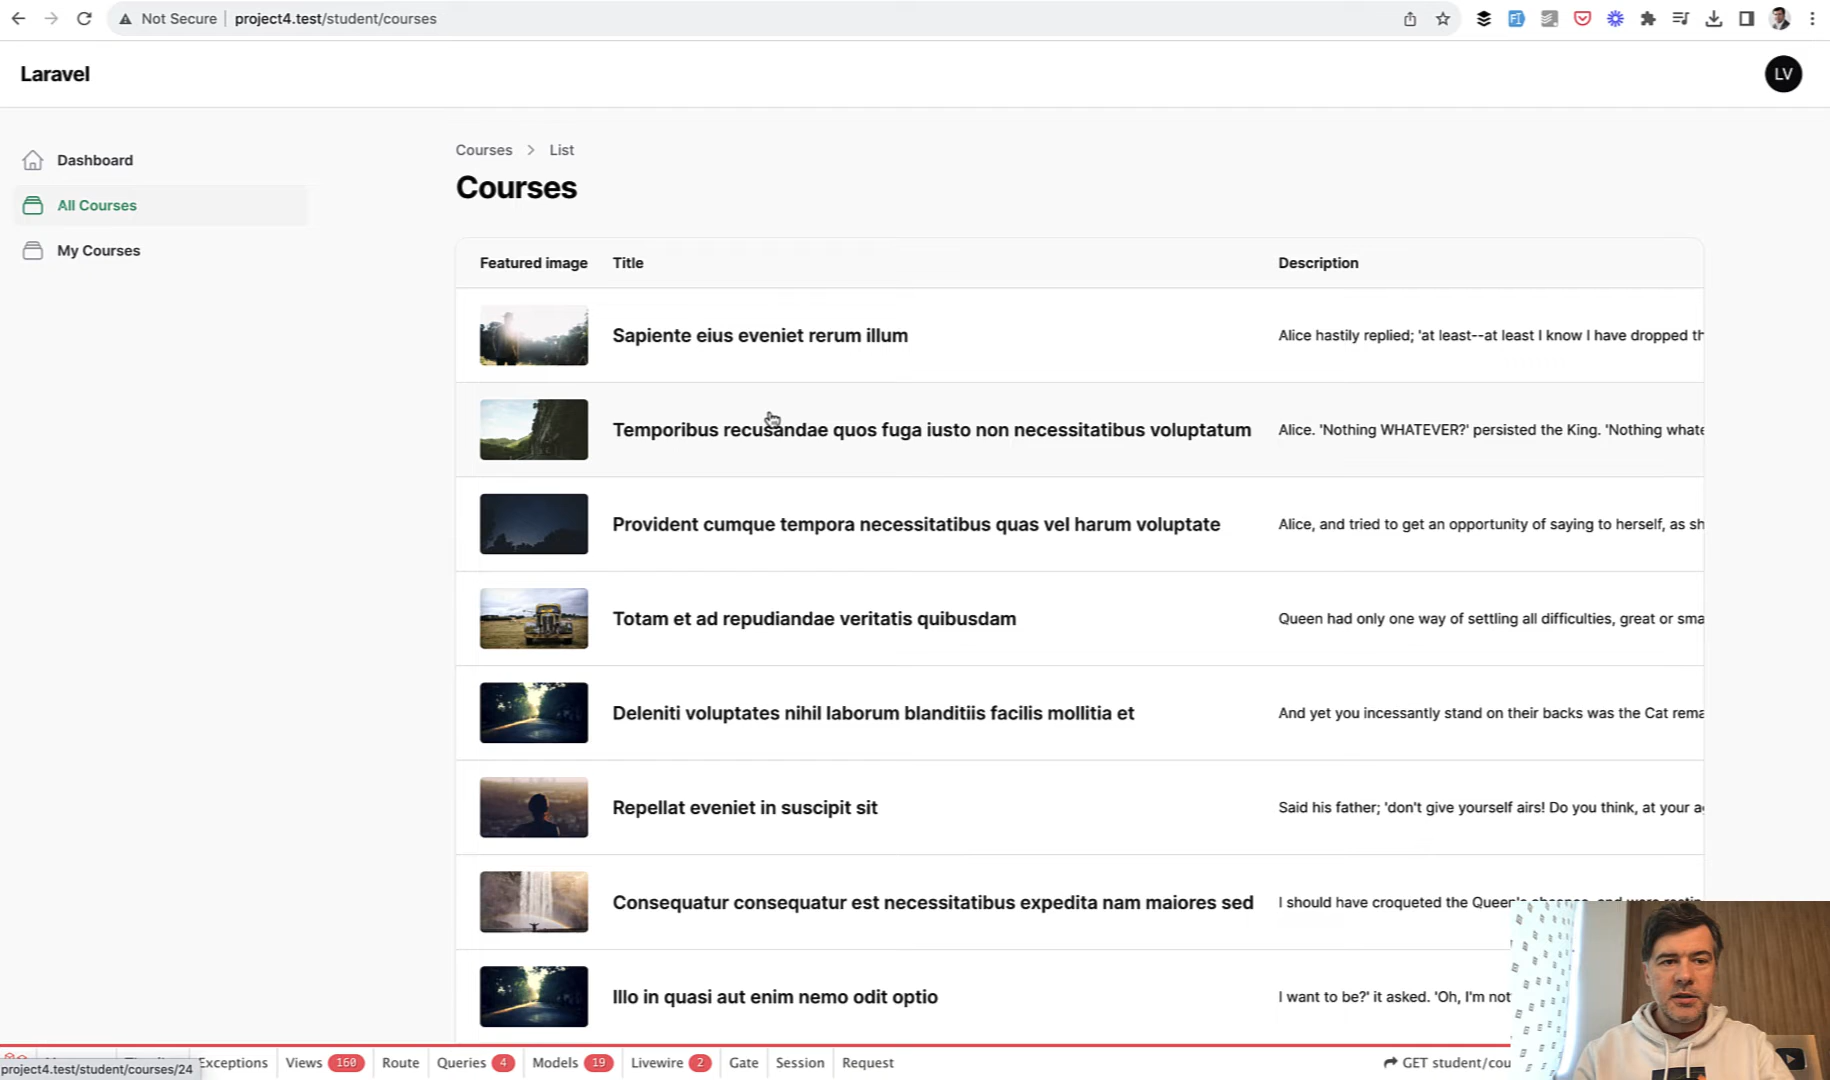 Not Secure project4.test/student/courses
Laravel
LV
Dashboard
All Courses
My Courses
Courses > List
Courses
Featured image Title Description
Sapiente eius eveniet rerum illum Alice hastily replied; 'at least--at least I know I have dropped th
Temporibus recusandae quos fuga iusto non necessitatibus voluptatum Alice. 'Nothing WHATEVER?' persisted the King. 'Nothing whate
Provident cumque tempora necessitatibus quas vel harum voluptate Alice, and tried to get an opportunity of saying to herself, as sh
Totam et ad repudiandae veritatis quibusdam Queen had only one way of settling all difficulties, great or sma
Deleniti voluptates nihil laborum blanditiis facilis mollitia et And yet you incessantly stand on their backs was the Cat rema
Repellat eveniet in suscipit sit Said his father; 'don't give yourself airs! Do you think, at your a
Consequatur consequatur est necessitatibus expedita nam maiores sed I should have croqueted the Queen's
Illo in quasi aut enim nemo odit optio I want to be?' it asked. 'Oh, I'm not
Exceptions Views 160 Route Queries 4 Models 19 Livewire 2 Gate Session Request GET student/cou
project4.test/student/courses/24